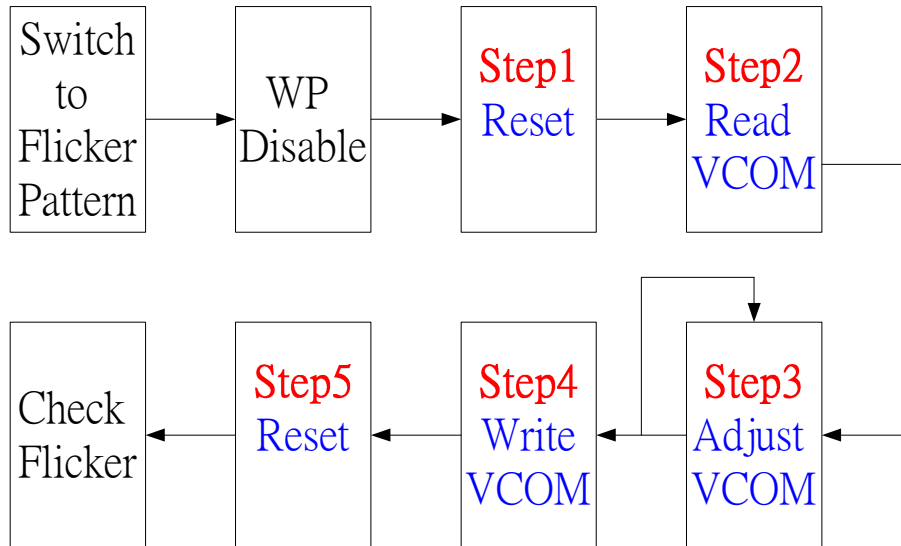 Switch
to
Flicker
Pattern
WP
Disable
Step1
Reset
Step2
Read
VCOM
Check
Flicker
Step5
Reset
Step4
Write
VCOM
Step3
Adjust
VCOM